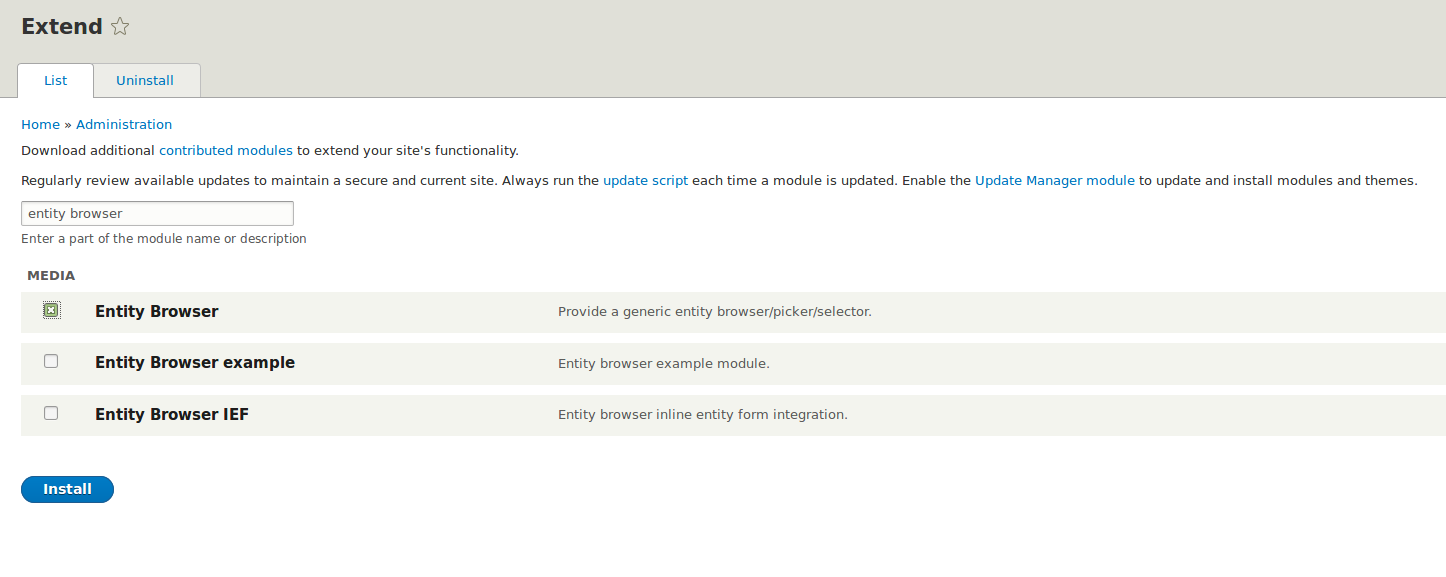 Extend
List Uninstall
Home » Administration
Download additional contributed modules to extend your site's functionality.
Regularly review available updates to maintain a secure and current site. Always run the update script each time a module is updated. Enable the Update Manager module to update and install modules and themes.
entity browser
Enter a part of the module name or description
MEDIA
Entity Browser Provide a generic entity browser/picker/selector.
Entity Browser example Entity browser example module.
Entity Browser IEF Entity browser inline entity form integration.
Install